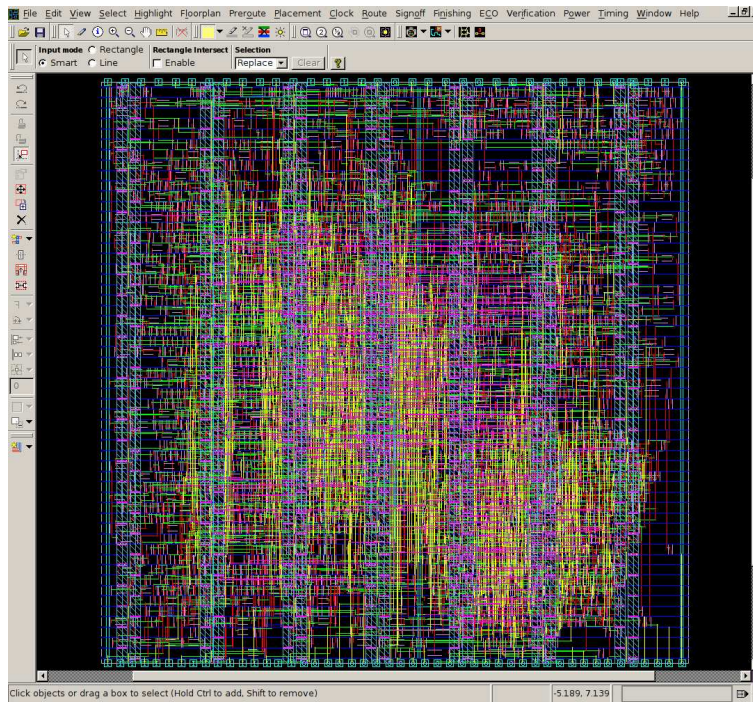 File Edit View Select Highlight Floorplan Preroute Placement Clock Route Signoff Finishing ECO Verification Power Timing Window Help
Input mode Rectangle Rectangle Intersect Selection
Smart Line Enable Replace Clear
0
Click objects or drag a box to select (Hold Ctrl to add, Shift to remove) -5.189, 7.139